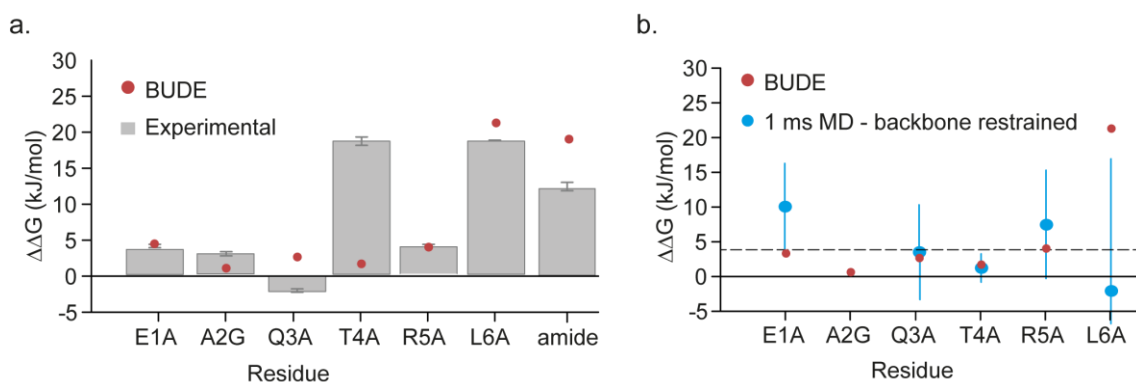 a.
30
25
20
15
10
5
0
-5
ΔΔG (kJ/mol)
BUDE
Experimental
E1A A2G Q3A T4A R5A L6A amide
Residue
b.
30
25
20
15
10
5
0
-5
ΔΔG (kJ/mol)
BUDE
1 ms MD - backbone restrained
E1A A2G Q3A T4A R5A L6A
Residue